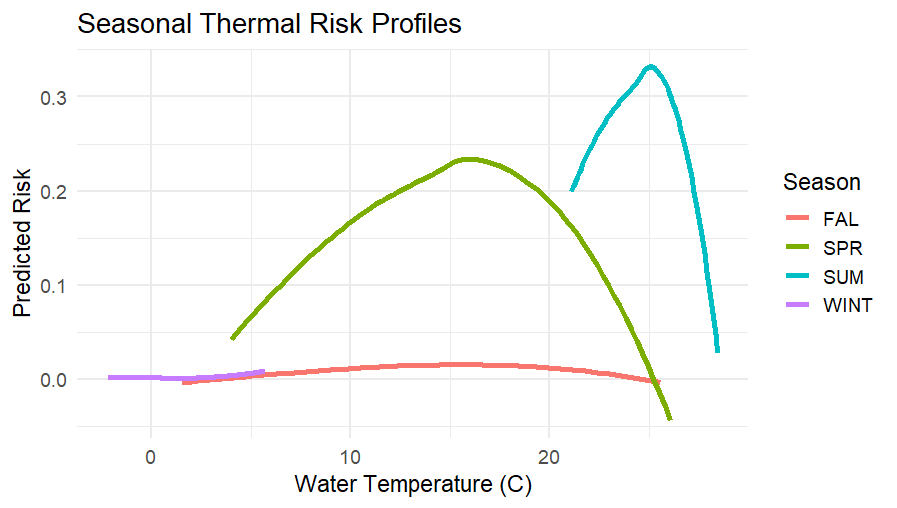 Seasonal Thermal Risk Profiles
0.3
0.2
0.1
0.0
Predicted Risk
0
10
20
Water Temperature (C)
Season
FAL
SPR
SUM
WINT